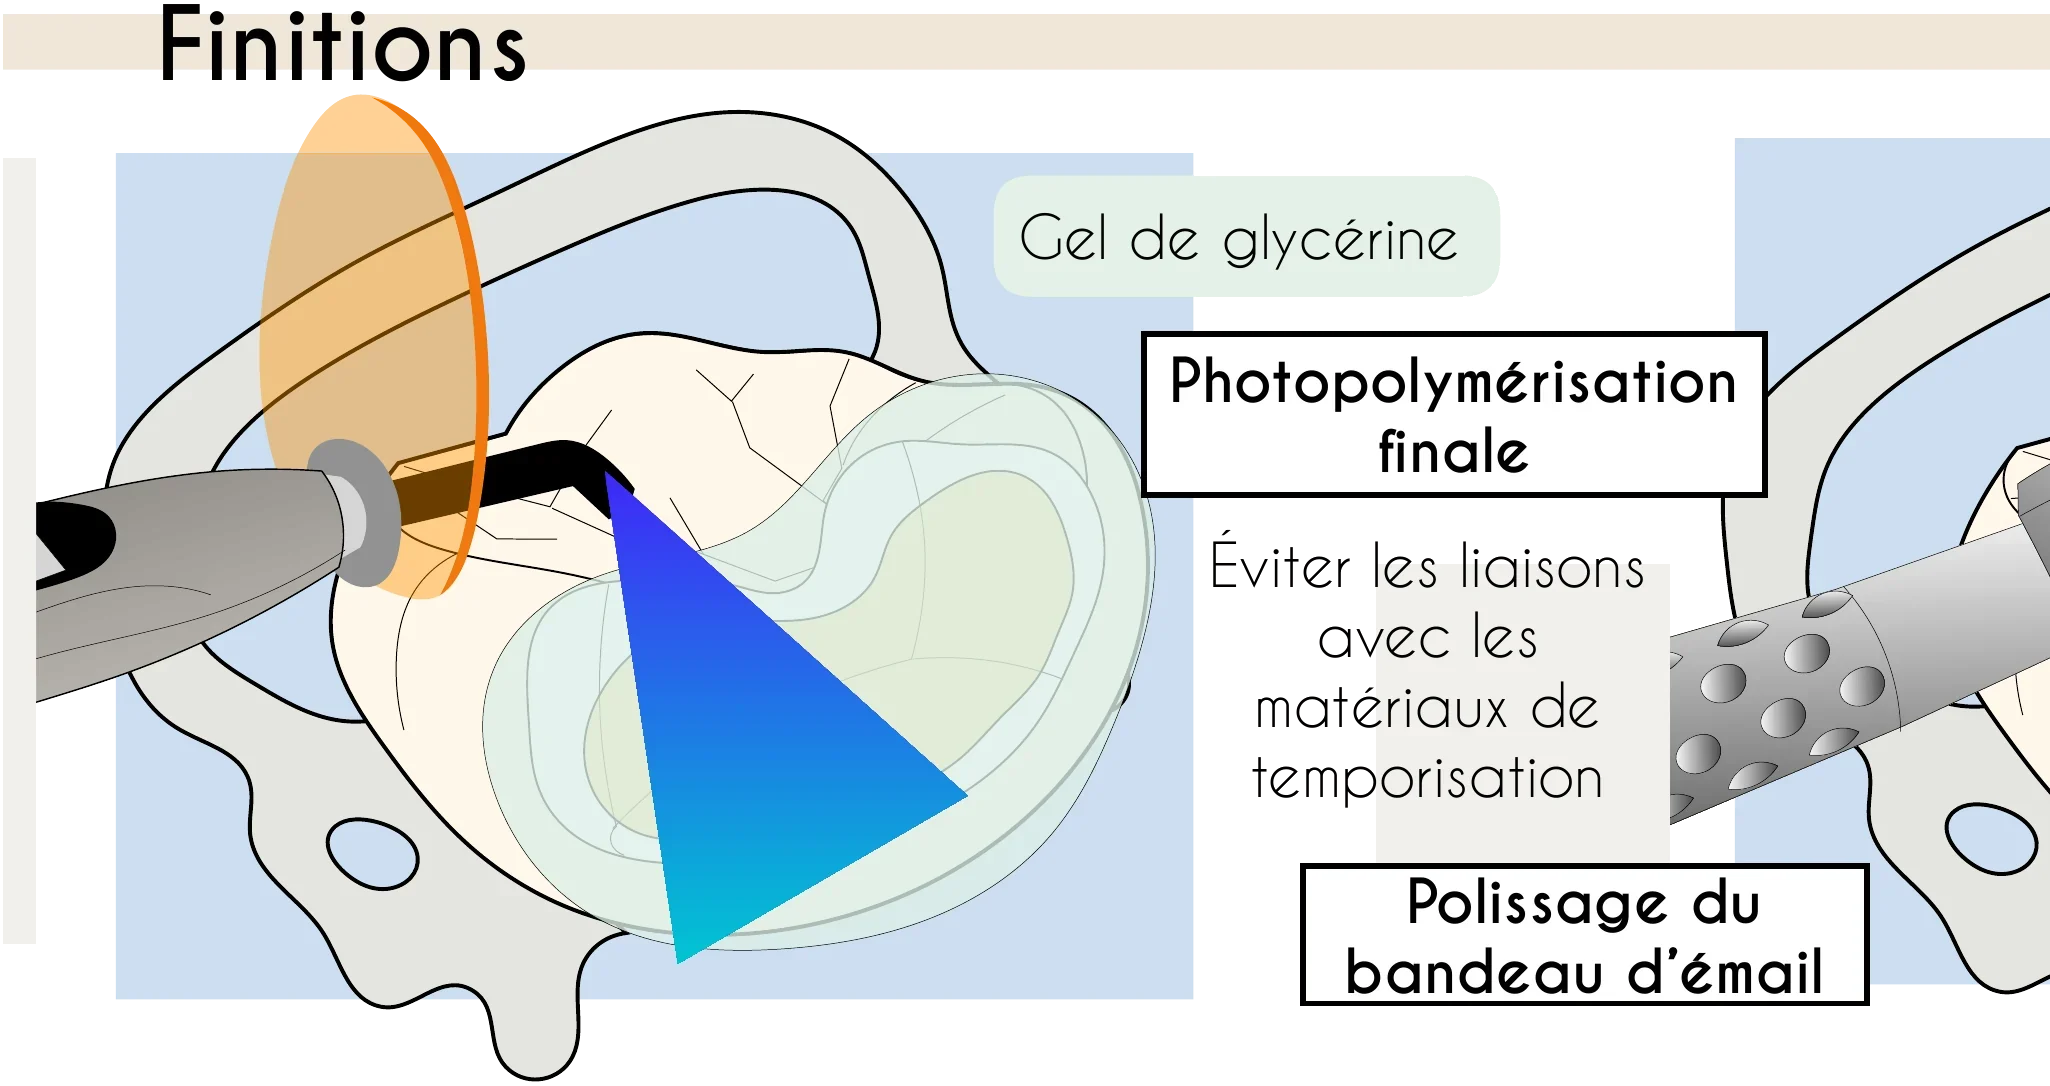 Finitions
Gel de glycérine
Photopolymérisation
finale
Éviter les liaisons
avec les
matériaux de
temporisation
Polissage du
bandeau d'émail